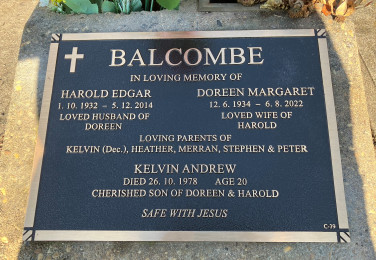 BALCOMBE
IN LOVING MEMORY OF
HAROLD EDGAR
1. 10. 1932 – 5. 12. 2014
LOVED HUSBAND OF
DOREEN
DOREEN MARGARET
12. 6. 1934 – 6. 8. 2022
LOVED WIFE OF
HAROLD
LOVING PARENTS OF
KELVIN (Dec.), HEATHER, MERRAN, STEPHEN & PETER
KELVIN ANDREW
DIED 26. 10. 1978 AGE 20
CHERISHED SON OF DOREEN & HAROLD
SAFE WITH JESUS
C-39